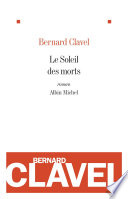 Bernard Clavel
Le Soleil
des morts
roman
Albin Michel
BERNARD
CLAVEL